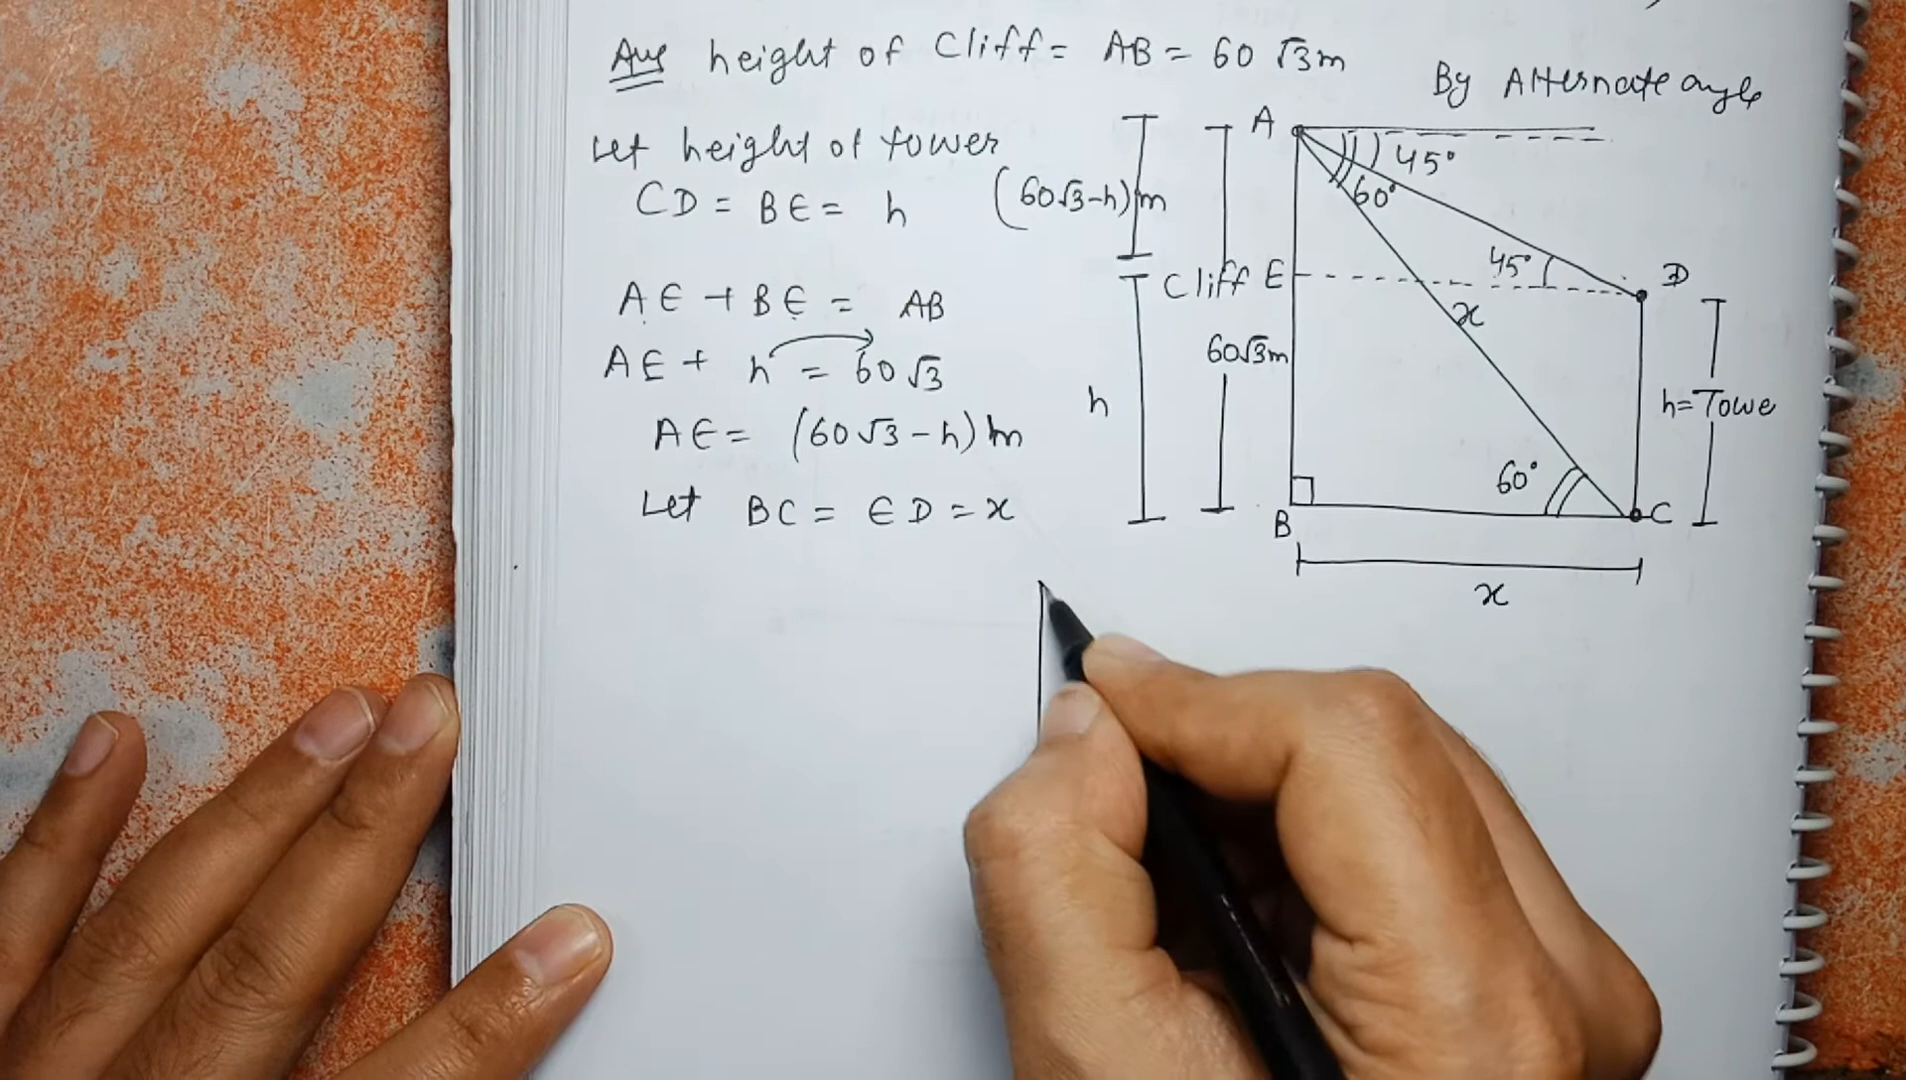 Ans height of Cliff = AB = 60 √3m
Let height of tower
CD = BE = h
AE + BE = AB
AE + h = 60√3
AE = (60√3 - h) m
Let BC = ED = x
By Alternate angle
A
45°
60°
(60√3-h) m
Cliff E
45°
D
x
60√3m
h
h= Towe
60°
B
C
x